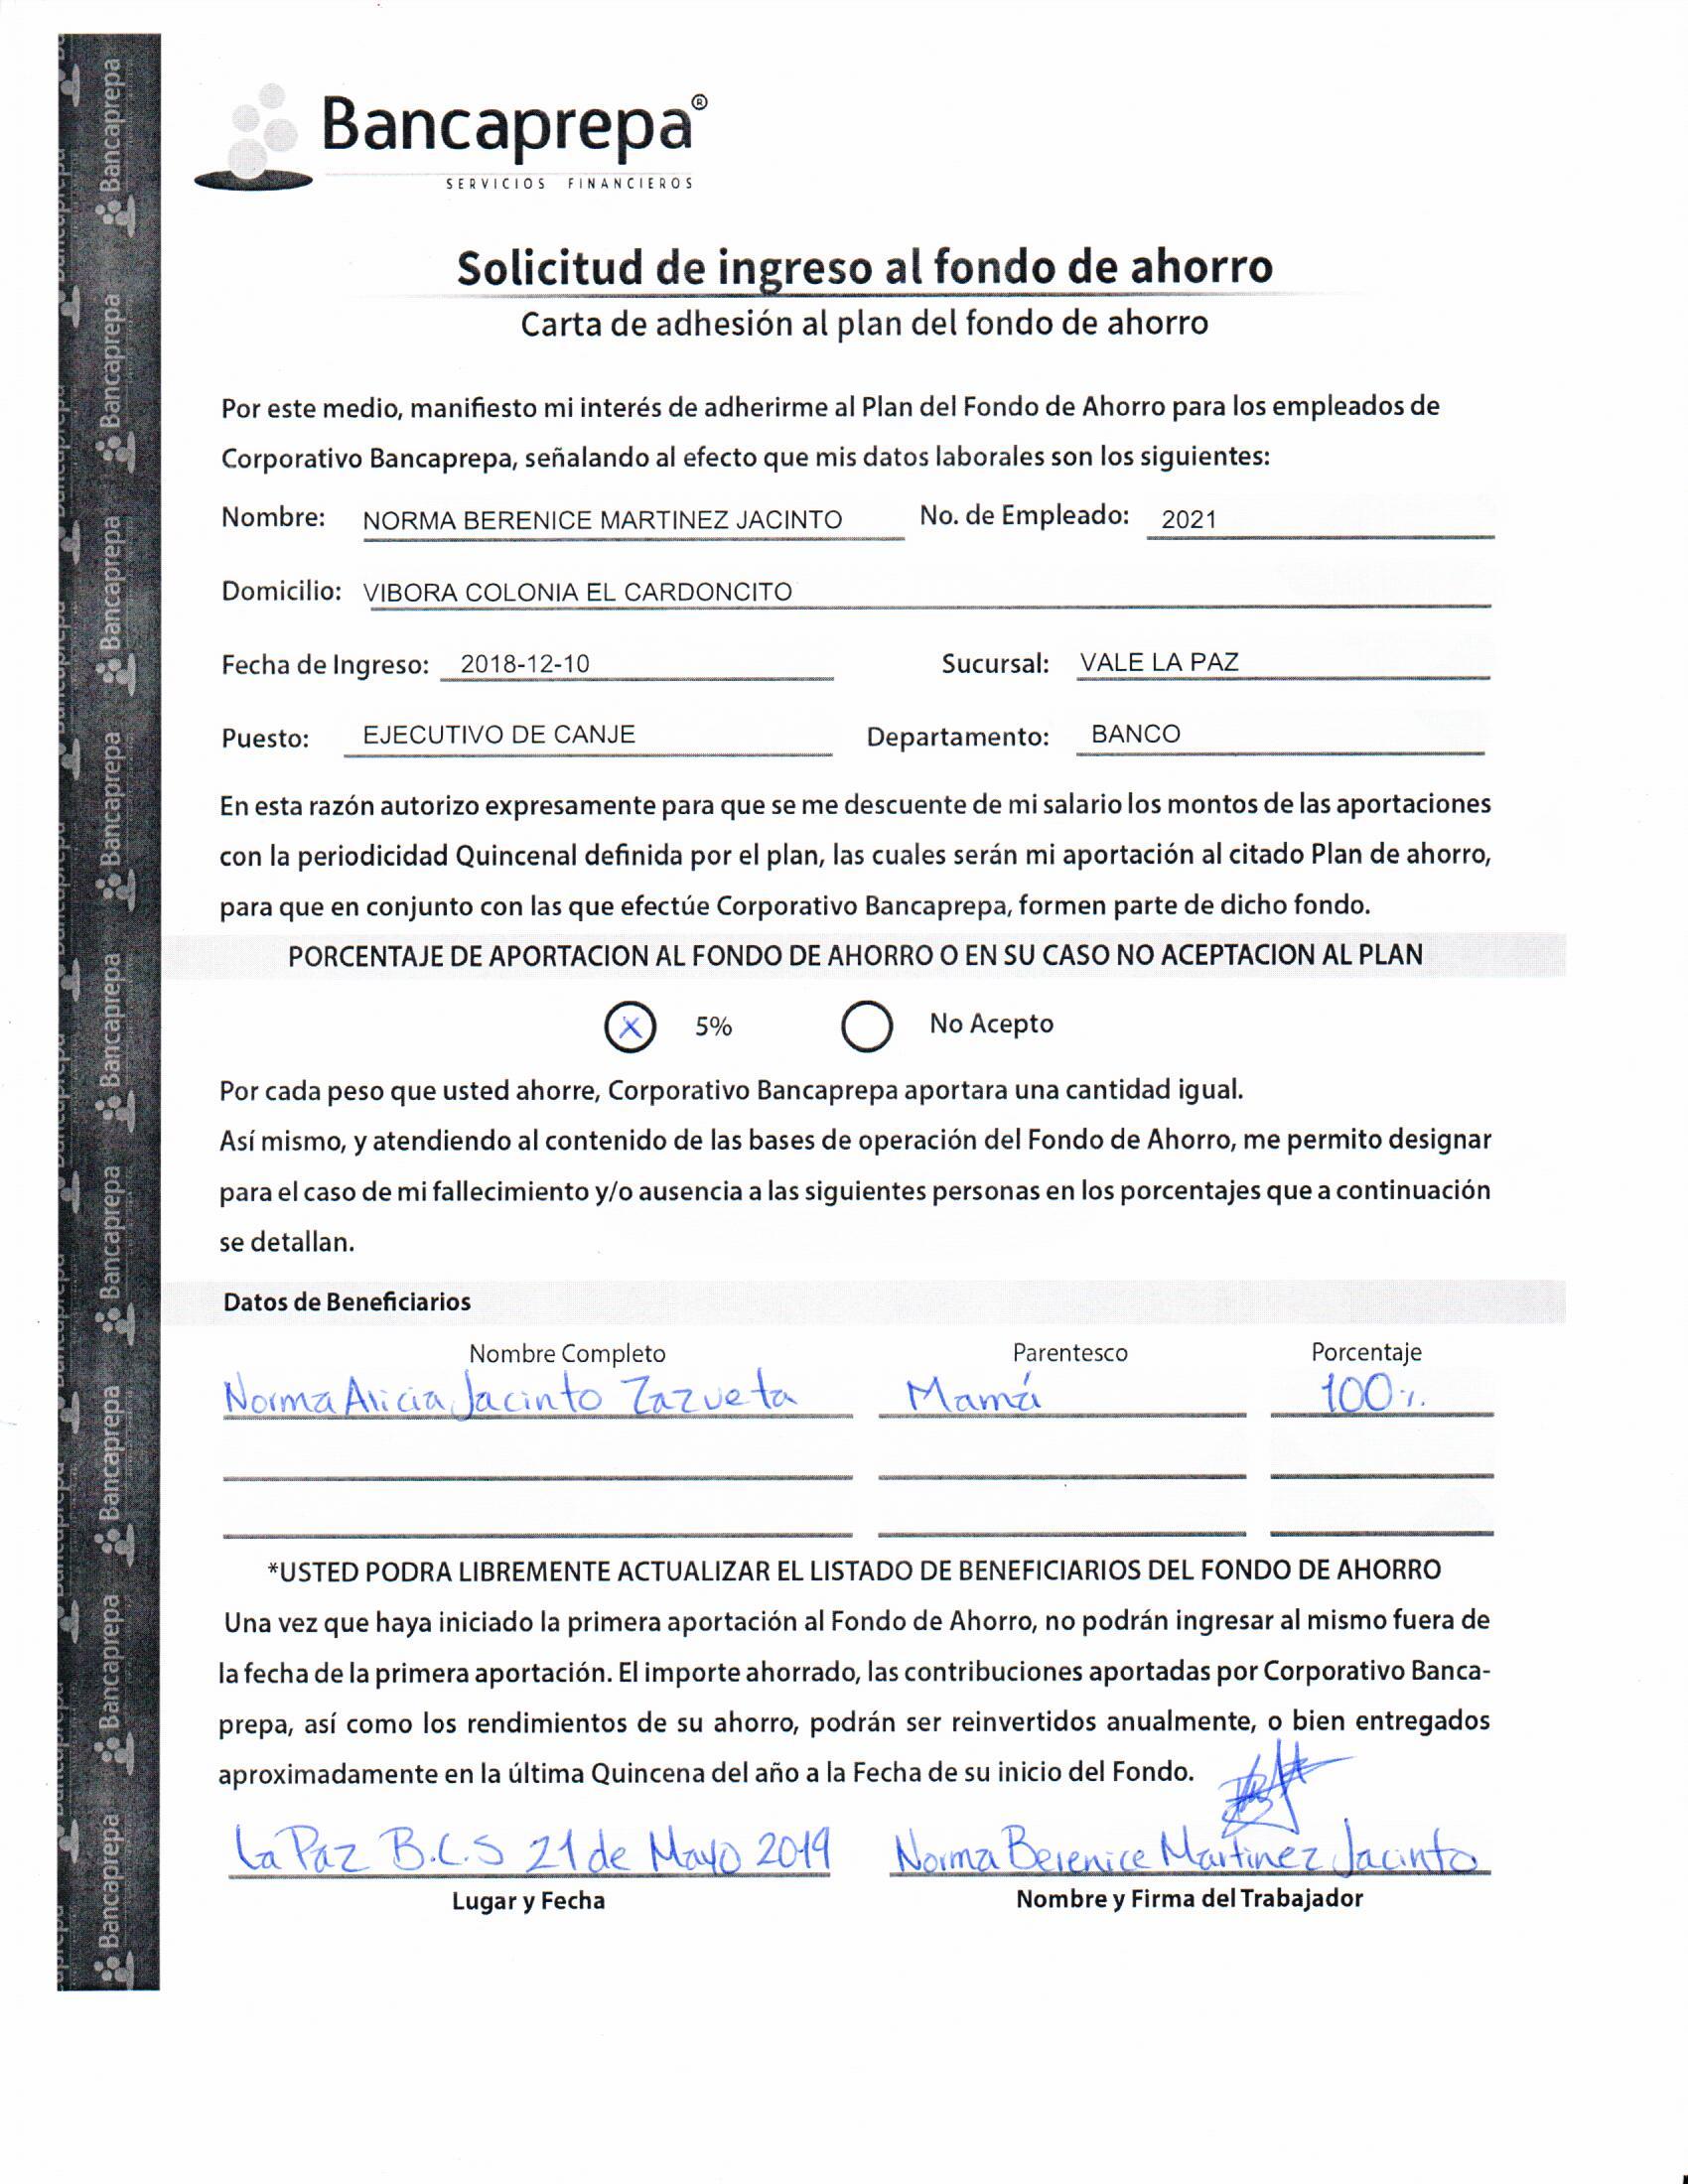 Bancaprepa®
SERVICIOS FINANCIEROS
Solicitud de ingreso al fondo de ahorro
Carta de adhesión al plan del fondo de ahorro
Por este medio, manifiesto mi interés de adherirme al Plan del Fondo de Ahorro para los empleados de
Corporativo Bancaprepa, señalando al efecto que mis datos laborales son los siguientes:
Nombre: NORMA BERENICE MARTINEZ JACINTO No. de Empleado: 2021
Domicilio: VIBORA COLONIA EL CARDONCITO
Fecha de Ingreso: 2018-12-10 Sucursal: VALE LA PAZ
Puesto: EJECUTIVO DE CANJE Departamento: BANCO
En esta razón autorizo expresamente para que se me descuente de mi salario los montos de las aportaciones
con la periodicidad Quincenal definida por el plan, las cuales serán mi aportación al citado Plan de ahorro,
para que en conjunto con las que efectúe Corporativo Bancaprepa, formen parte de dicho fondo.
PORCENTAJE DE APORTACION AL FONDO DE AHORRO O EN SU CASO NO ACEPTACION AL PLAN
X 5% No Acepto
Por cada peso que usted ahorre, Corporativo Bancaprepa aportara una cantidad igual.
Así mismo, y atendiendo al contenido de las bases de operación del Fondo de Ahorro, me permito designar
para el caso de mi fallecimiento y/o ausencia a las siguientes personas en los porcentajes que a continuación
se detallan.
Datos de Beneficiarios
Nombre Completo Parentesco Porcentaje
Norma Alicia Jacinto Zazueta Mamá 100%
*USTED PODRA LIBREMENTE ACTUALIZAR EL LISTADO DE BENEFICIARIOS DEL FONDO DE AHORRO
Una vez que haya iniciado la primera aportación al Fondo de Ahorro, no podrán ingresar al mismo fuera de
la fecha de la primera aportación. El importe ahorrado, las contribuciones aportadas por Corporativo Banca-
prepa, así como los rendimientos de su ahorro, podrán ser reinvertidos anualmente, o bien entregados
aproximadamente en la última Quincena del año a la Fecha de su inicio del Fondo.
La Paz B.C.S 21 de Mayo 2019 Norma Berenice Martinez Jacinto
Lugar y Fecha Nombre y Firma del Trabajador
Bancaprepa
Bancaprepa
Bancaprepa
Bancaprepa
Bancaprepa
Bancaprepa
Bancaprepa
Bancaprepa
Bancaprepa